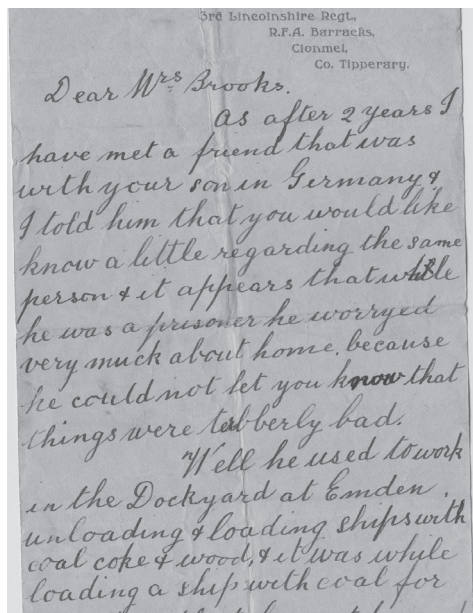 3rd Lincolnshire Regt.,
R.F.A. Barracks,
Clonmel,
Co. Tipperary.
Dear Mrs Brooks.
As after 2 years I
have met a friend that was
with your son in Germany &
I told him that you would like
know a little regarding the same
person & it appears that while
he was a prisoner he worryed
very much about home, because
he could not let you know that
things were terbberly bad.
Well he used to work
in the Dockyard at Emden,
unloading & loading ships with
coal coke & wood, & it was while
loading a ship with coal for